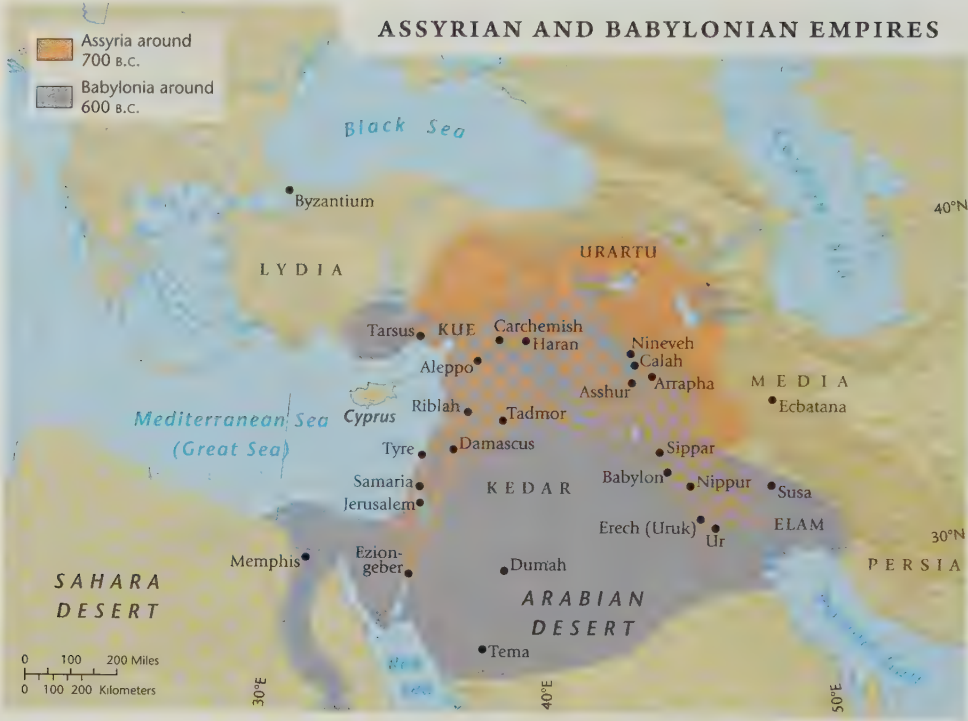 ASSYRIAN AND BABYLONIAN EMPIRES
Assyria around
700 B.C.
Babylonia around
600 B.C.
Black Sea
Byzantium
40°N
LYDIA
URARTU
Tarsus
KUE
Carchemish
Haran
Nineveh
Calah
Aleppo
Asshur
Arrapha
MEDIA
Ecbatana
Riblah
Tadmor
Cyprus
Mediterranean Sea
(Great Sea)
Tyre
Damascus
Sippar
Samaria
Jerusalem
KEDAR
Babylon
Nippur
Susa
Erech (Uruk)
Ur
ELAM
30°N
PERSIA
Memphis
Ezion-
geber
Dumah
SAHARA
DESERT
ARABIAN
DESERT
Tema
Red
Sea
0 100 200 Miles
0 100 200 Kilometers
30°E
40°E
50°E